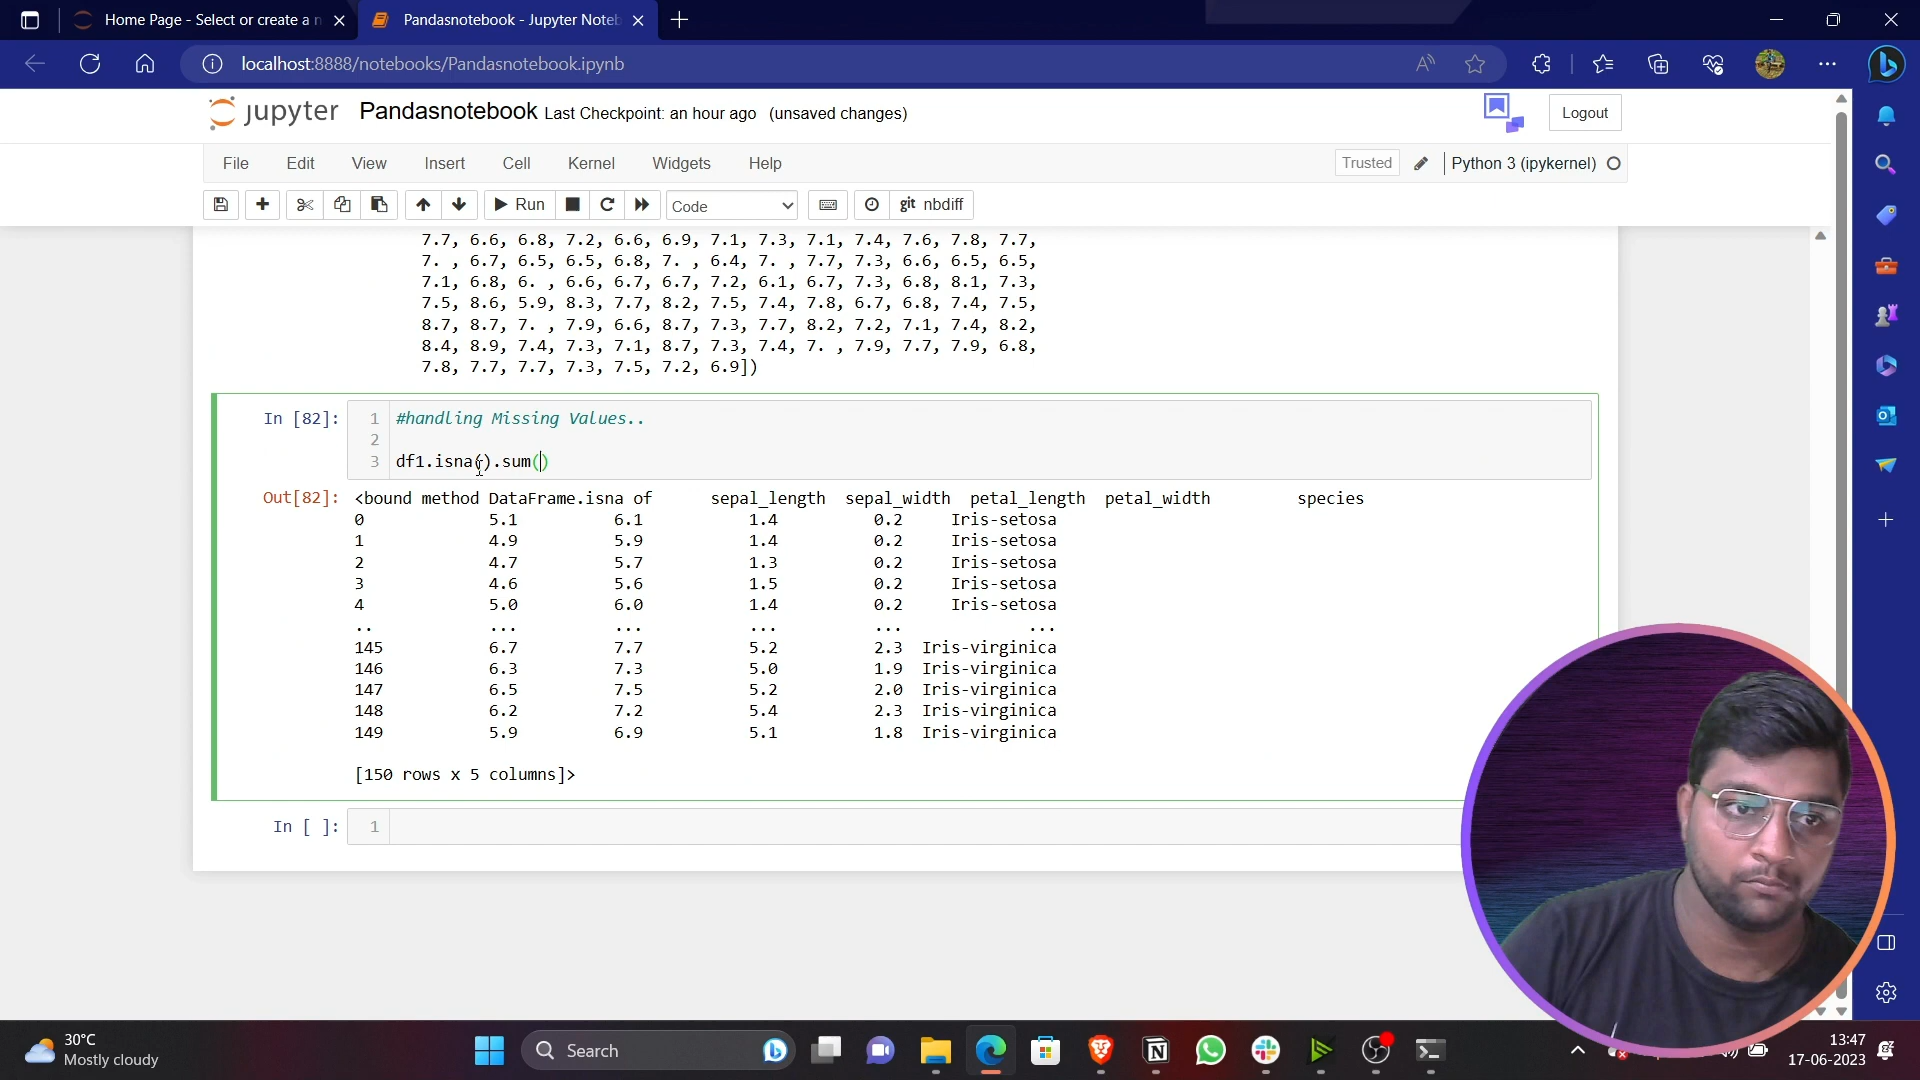 Home Page - Select or create a n
Pandasnotebook - Jupyter Noteb
localhost:8888/notebooks/Pandasnotebook.ipynb
jupyter Pandasnotebook Last Checkpoint: an hour ago (unsaved changes)
Logout
File Edit View Insert Cell Kernel Widgets Help
Trusted
Python 3 (ipykernel)
Run
Code
git nbdiff
7.7, 6.6, 6.8, 7.2, 6.6, 6.9, 7.1, 7.3, 7.1, 7.4, 7.6, 7.8, 7.7,
7. , 6.7, 6.5, 6.5, 6.8, 7. , 6.4, 7. , 7.7, 7.3, 6.6, 6.5, 6.5,
7.1, 6.8, 6. , 6.6, 6.7, 6.7, 7.2, 6.1, 6.7, 7.3, 6.8, 8.1, 7.3,
7.5, 8.6, 5.9, 8.3, 7.7, 8.2, 7.5, 7.4, 7.8, 6.7, 6.8, 7.4, 7.5,
8.7, 8.7, 7. , 7.9, 6.6, 8.7, 7.3, 7.7, 8.2, 7.2, 7.1, 7.4, 8.2,
8.4, 8.9, 7.4, 7.3, 7.1, 8.7, 7.3, 7.4, 7. , 7.9, 7.7, 7.9, 6.8,
7.8, 7.7, 7.7, 7.3, 7.5, 7.2, 6.9])
In [82]: 1 #handling Missing Values..
2
3 df1.isna().sum()
Out[82]: <bound method DataFrame.isna of sepal_length sepal_width petal_length petal_width species
0 5.1 6.1 1.4 0.2 Iris-setosa
1 4.9 5.9 1.4 0.2 Iris-setosa
2 4.7 5.7 1.3 0.2 Iris-setosa
3 4.6 5.6 1.5 0.2 Iris-setosa
4 5.0 6.0 1.4 0.2 Iris-setosa
.. ... ... ... ... ...
145 6.7 7.7 5.2 2.3 Iris-virginica
146 6.3 7.3 5.0 1.9 Iris-virginica
147 6.5 7.5 5.2 2.0 Iris-virginica
148 6.2 7.2 5.4 2.3 Iris-virginica
149 5.9 6.9 5.1 1.8 Iris-virginica
[150 rows x 5 columns]>
In [ ]: 1
30°C
Mostly cloudy
Search
13:47
17-06-2023